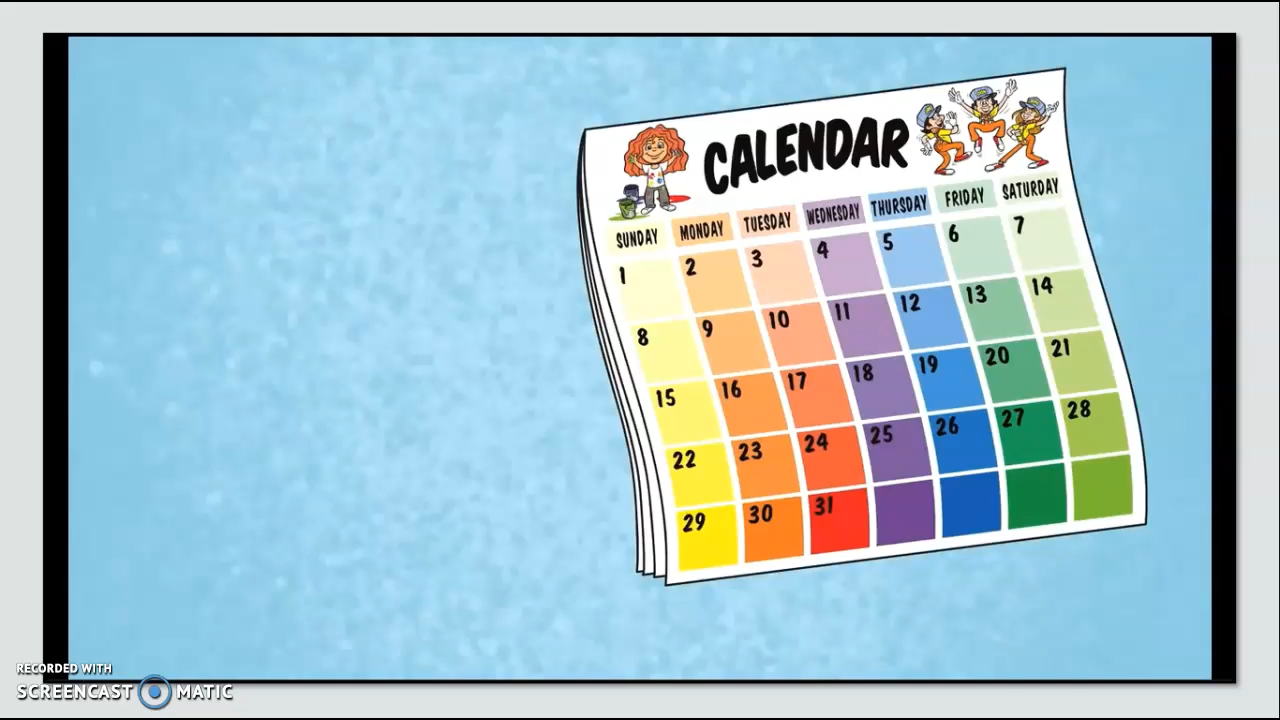 CALENDAR
SUNDAY MONDAY TUESDAY WEDNESDAY THURSDAY FRIDAY SATURDAY
1 2 3 4 5 6 7
8 9 10 11 12 13 14
15 16 17 18 19 20 21
22 23 24 25 26 27 28
29 30 31
RECORDED WITH
SCREENCAST MATIC